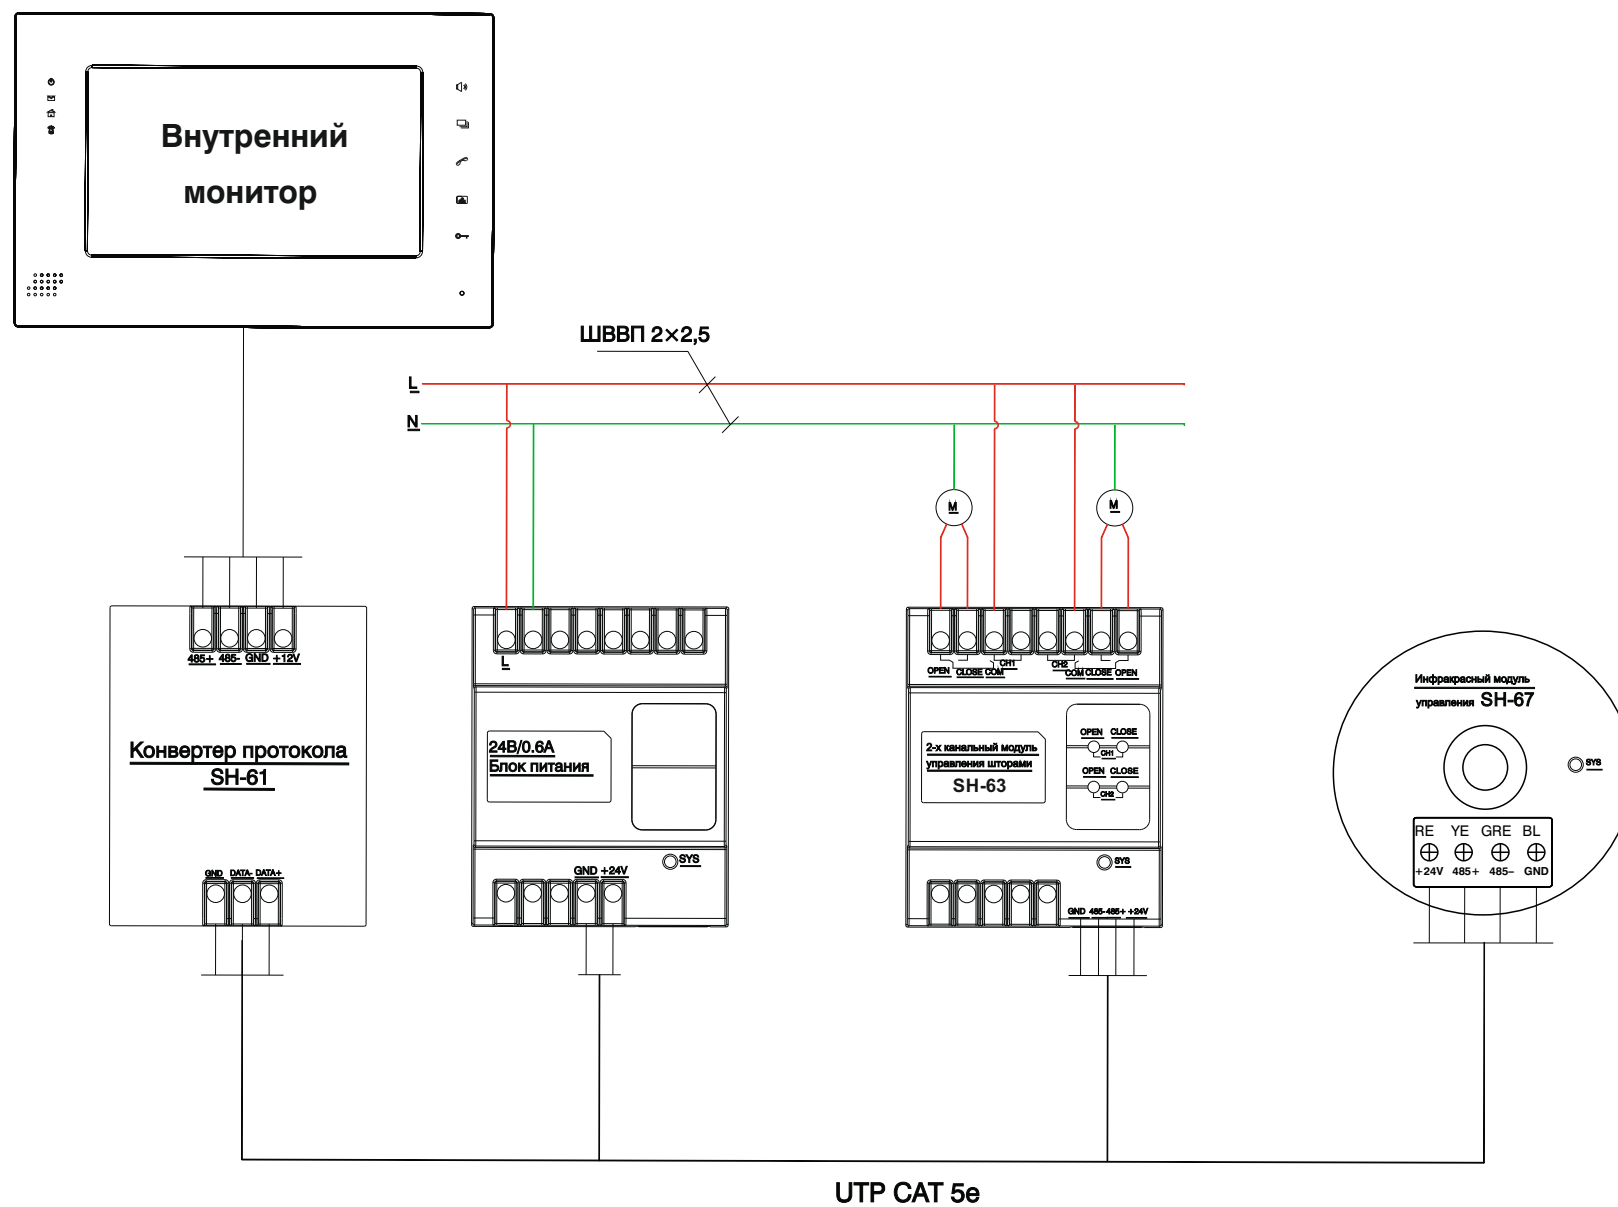 Внутренний
монитор
ШВВП 2×2,5
L
N
M
M
485+ 485- GND +12V
Конвертер протокола
SH-61
GND DATA- DATA+
L
24В/0.6А
Блок питания
SYS
GND +24V
CH1 CH2
OPEN CLOSE COM COM CLOSE OPEN
2-х канальный модуль
управления шторами
SH-63
OPEN CLOSE
CH1
OPEN CLOSE
CH2
SYS
GND 485- 485+ +24V
Инфракрасный модуль
управления SH-67
SYS
RE YE GRE BL
+24V 485+ 485– GND
UTP CAT 5e